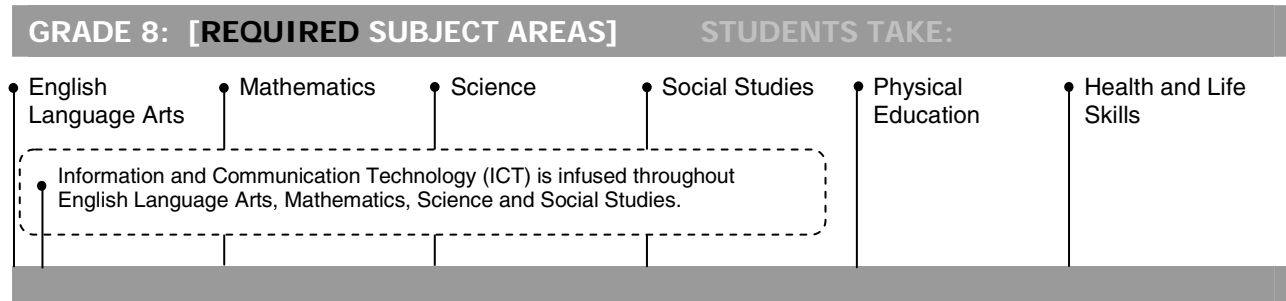 GRADE 8: [REQUIRED SUBJECT AREAS] STUDENTS TAKE:
English
Language Arts
Mathematics
Science
Social Studies
Physical
Education
Health and Life
Skills
Information and Communication Technology (ICT) is infused throughout
English Language Arts, Mathematics, Science and Social Studies.